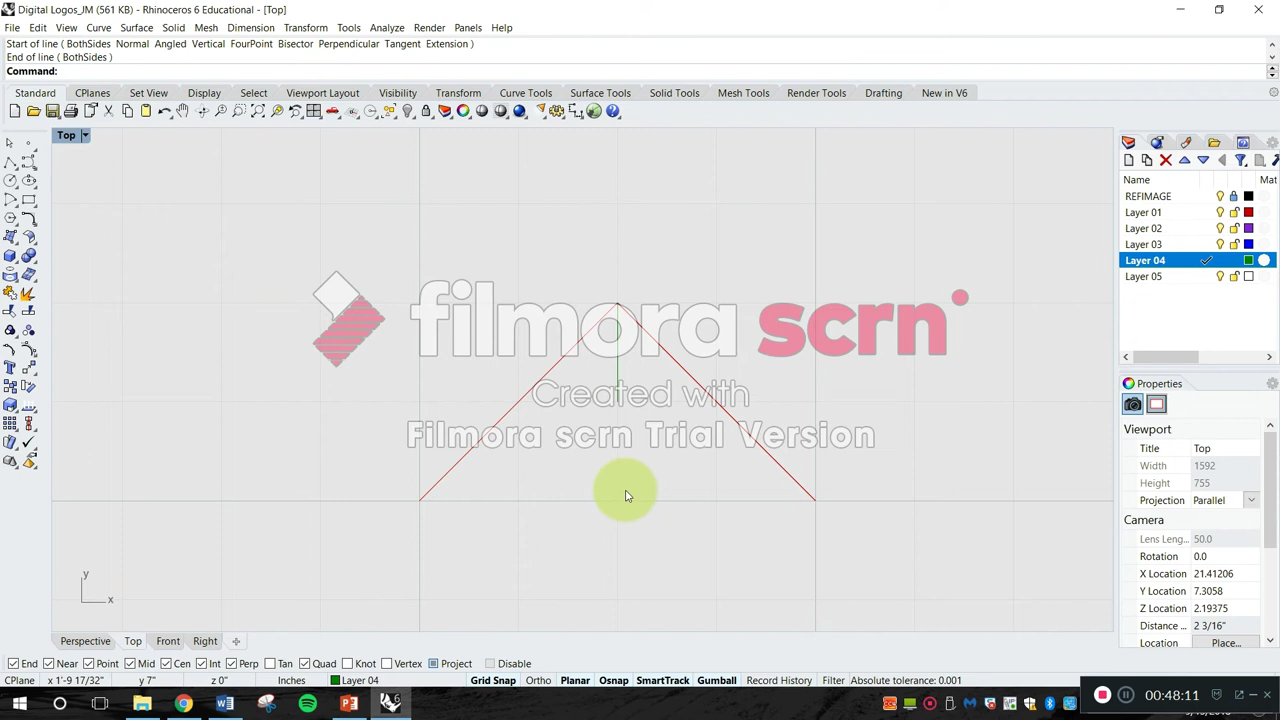 Digital Logos_JM (561 KB) - Rhinoceros 6 Educational - [Top]
File Edit View Curve Surface Solid Mesh Dimension Transform Tools Analyze Render Panels Help
Start of line ( BothSides Normal Angled Vertical FourPoint Bisector Perpendicular Tangent Extension )
End of line ( BothSides )
Command:
Standard CPlanes Set View Display Select Viewport Layout Visibility Transform Curve Tools Surface Tools Solid Tools Mesh Tools Render Tools Drafting New in V6
Top
Name Mat
REFIMAGE
Layer 01
Layer 02
Layer 03
Layer 04
Layer 05
filmora scrn
Created with
Filmora scrn Trial Version
Properties
Viewport
Title Top
Width 1592
Height 755
Projection Parallel
Camera
Lens Leng... 50.0
Rotation 0.0
X Location 21.41206
Y Location 7.3058
Z Location 2.19375
Distance ... 2 3/16"
Location Place...
y
x
Perspective Top Front Right
End Near Point Mid Cen Int Perp Tan Quad Knot Vertex Project Disable
CPlane x 1'-9 17/32" y 7" z 0" Inches Layer 04 Grid Snap Ortho Planar Osnap SmartTrack Gumball Record History Filter Absolute tolerance: 0.001
00:48:11